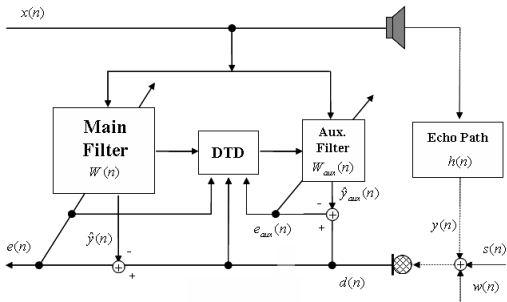 x(n)
Main
Filter
W(n)
DTD
Aux.
Filter
W_aux(n)
Echo Path
h(n)
ŷ_aux(n)
-
+
e_aux(n)
y(n)
e(n)
ŷ(n)
-
+
d(n)
s(n)
w(n)